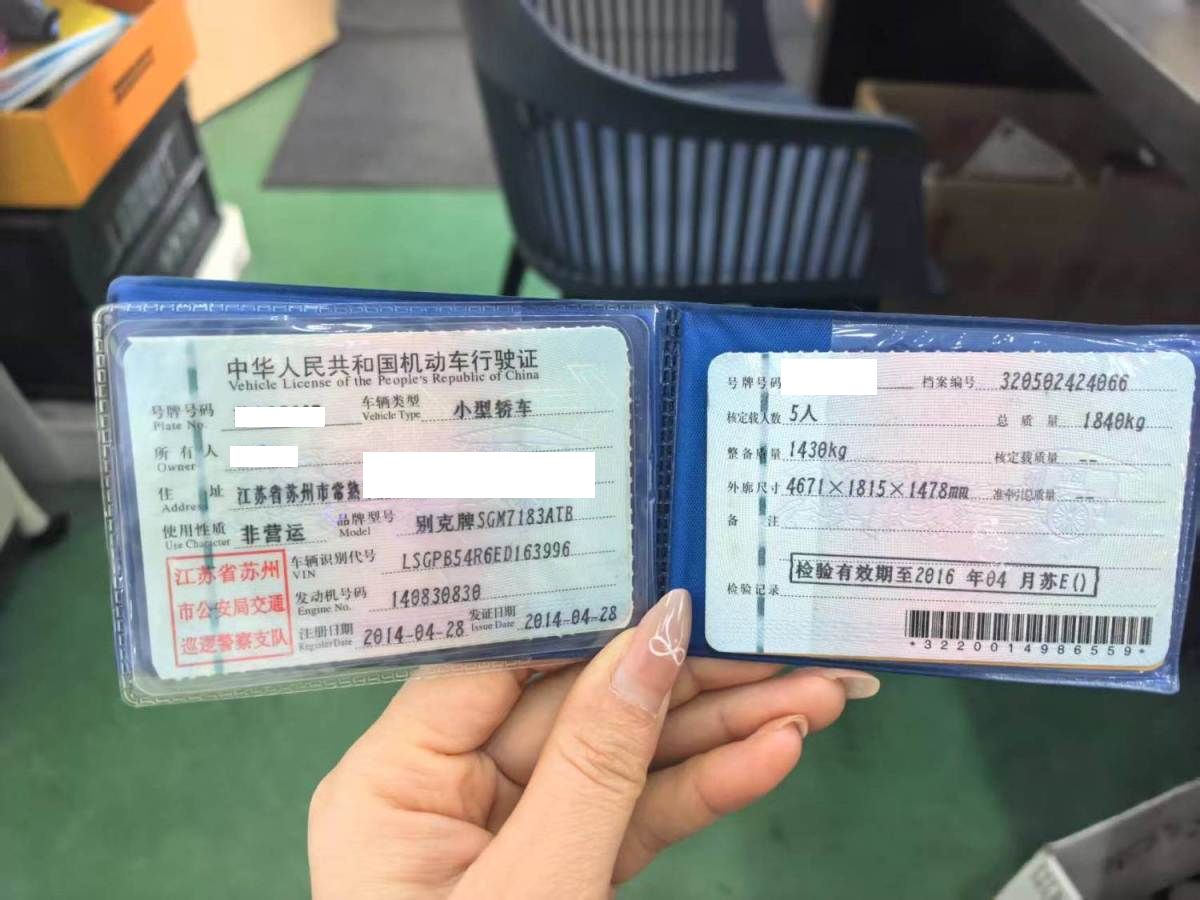 中华人民共和国机动车行驶证
Vehicle License of the People's Republic of China
号牌号码 车辆类型 小型轿车
Plate No. Vehicle Type
所有人
Owner
住址 江苏省苏州市常熟
Address
使用性质 非营运 品牌型号 别克牌SGM7183ATB
Use Character Model
江苏省苏州
市公安局交通
巡逻警察支队
车辆识别代号 LSGPB54R6ED163996
VIN
发动机号码 140830830
Engine No.
注册日期 2014-04-28 发证日期 2014-04-28
Register Date Issue Date
号牌号码 档案编号 320502424066
核定载人数 5人 总质量 1840kg
整备质量 1430kg 核定载质量 --
外廓尺寸 4671×1815×1478mm 准牵引总质量 --
备注
检验记录 检验有效期至2016年04月苏E()
*3220014986559*